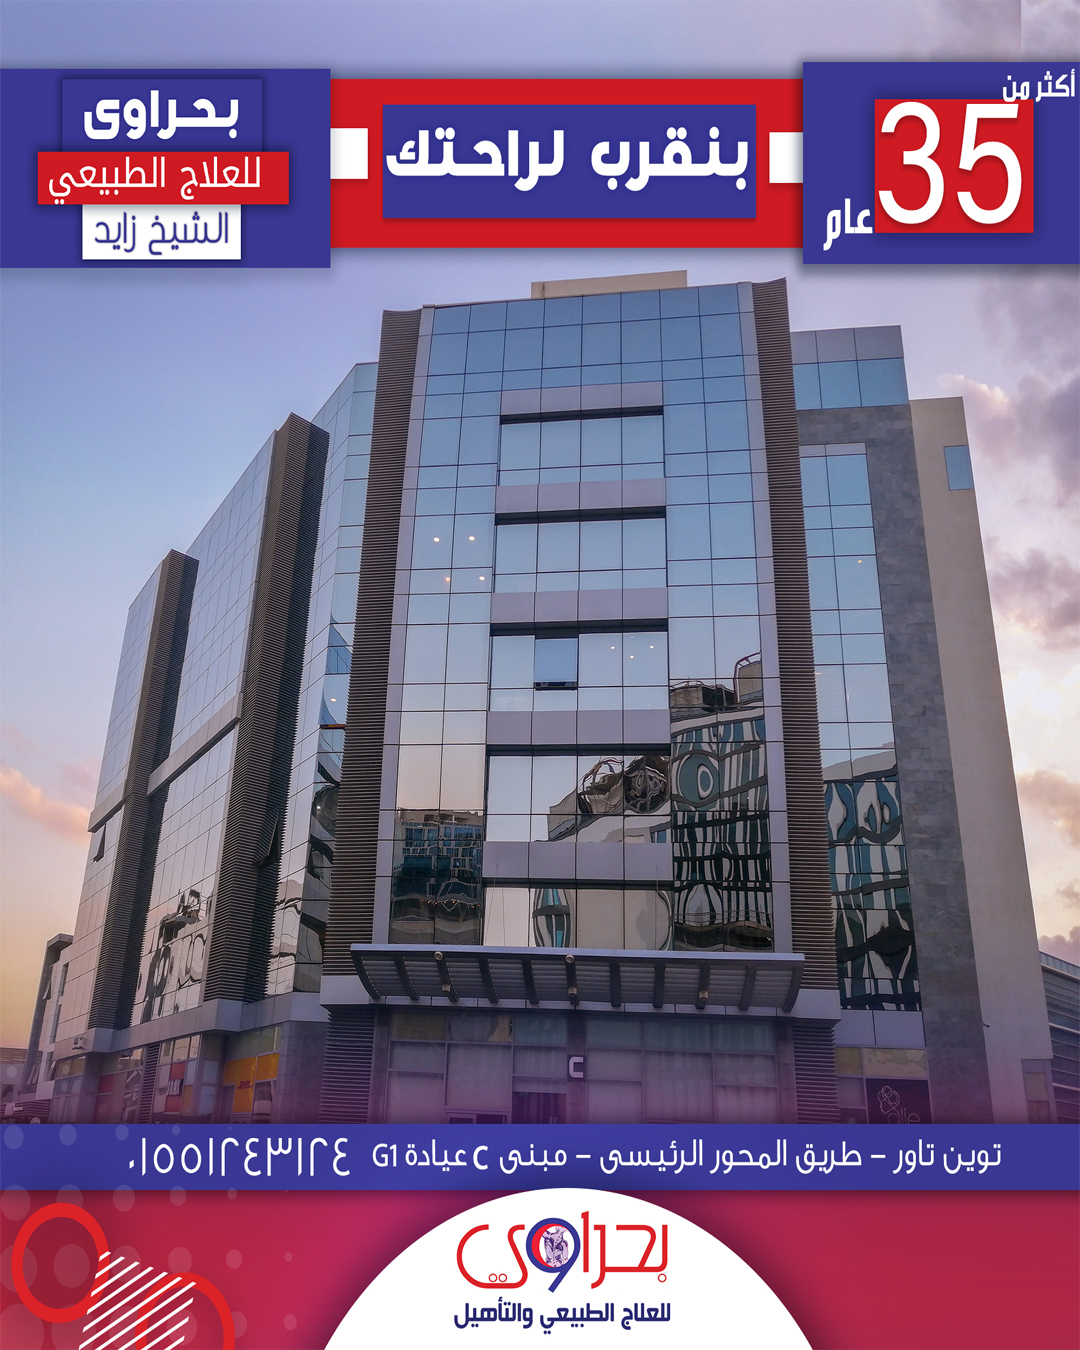 أكثر من
35
عام
بنقرب لراحتك
بحراوى
للعلاج الطبيعي
الشيخ زايد
C
توين تاور – طريق المحور الرئيسى – مبنى C عيادة G1
٠١٥٥١٢٤٣١٢٤
بحراوي
للعلاج الطبيعي والتأهيل